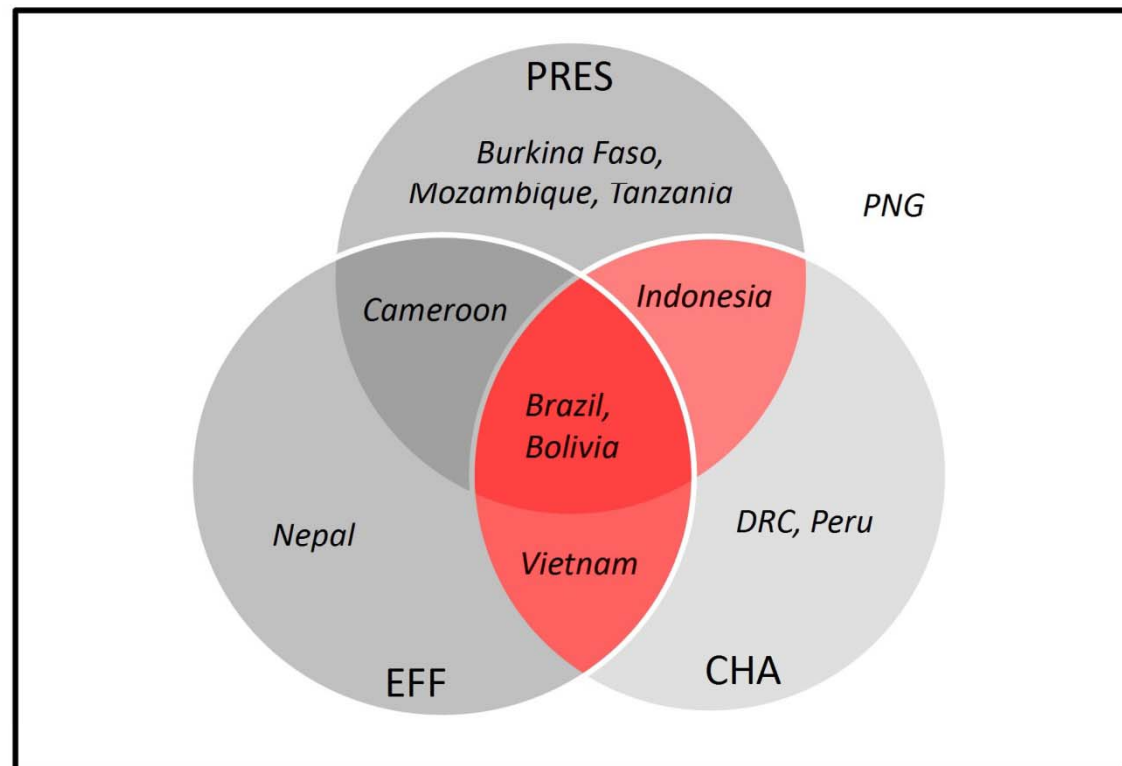 PRES
Burkina Faso,
Mozambique, Tanzania
PNG
Cameroon
Indonesia
Brazil,
Bolivia
Nepal
DRC, Peru
Vietnam
EFF
CHA